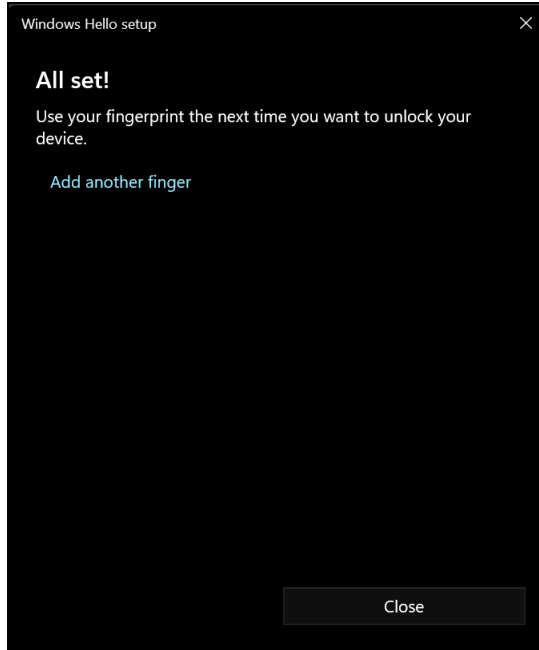 Windows Hello setup
All set!
Use your fingerprint the next time you want to unlock your
device.
Add another finger
Close